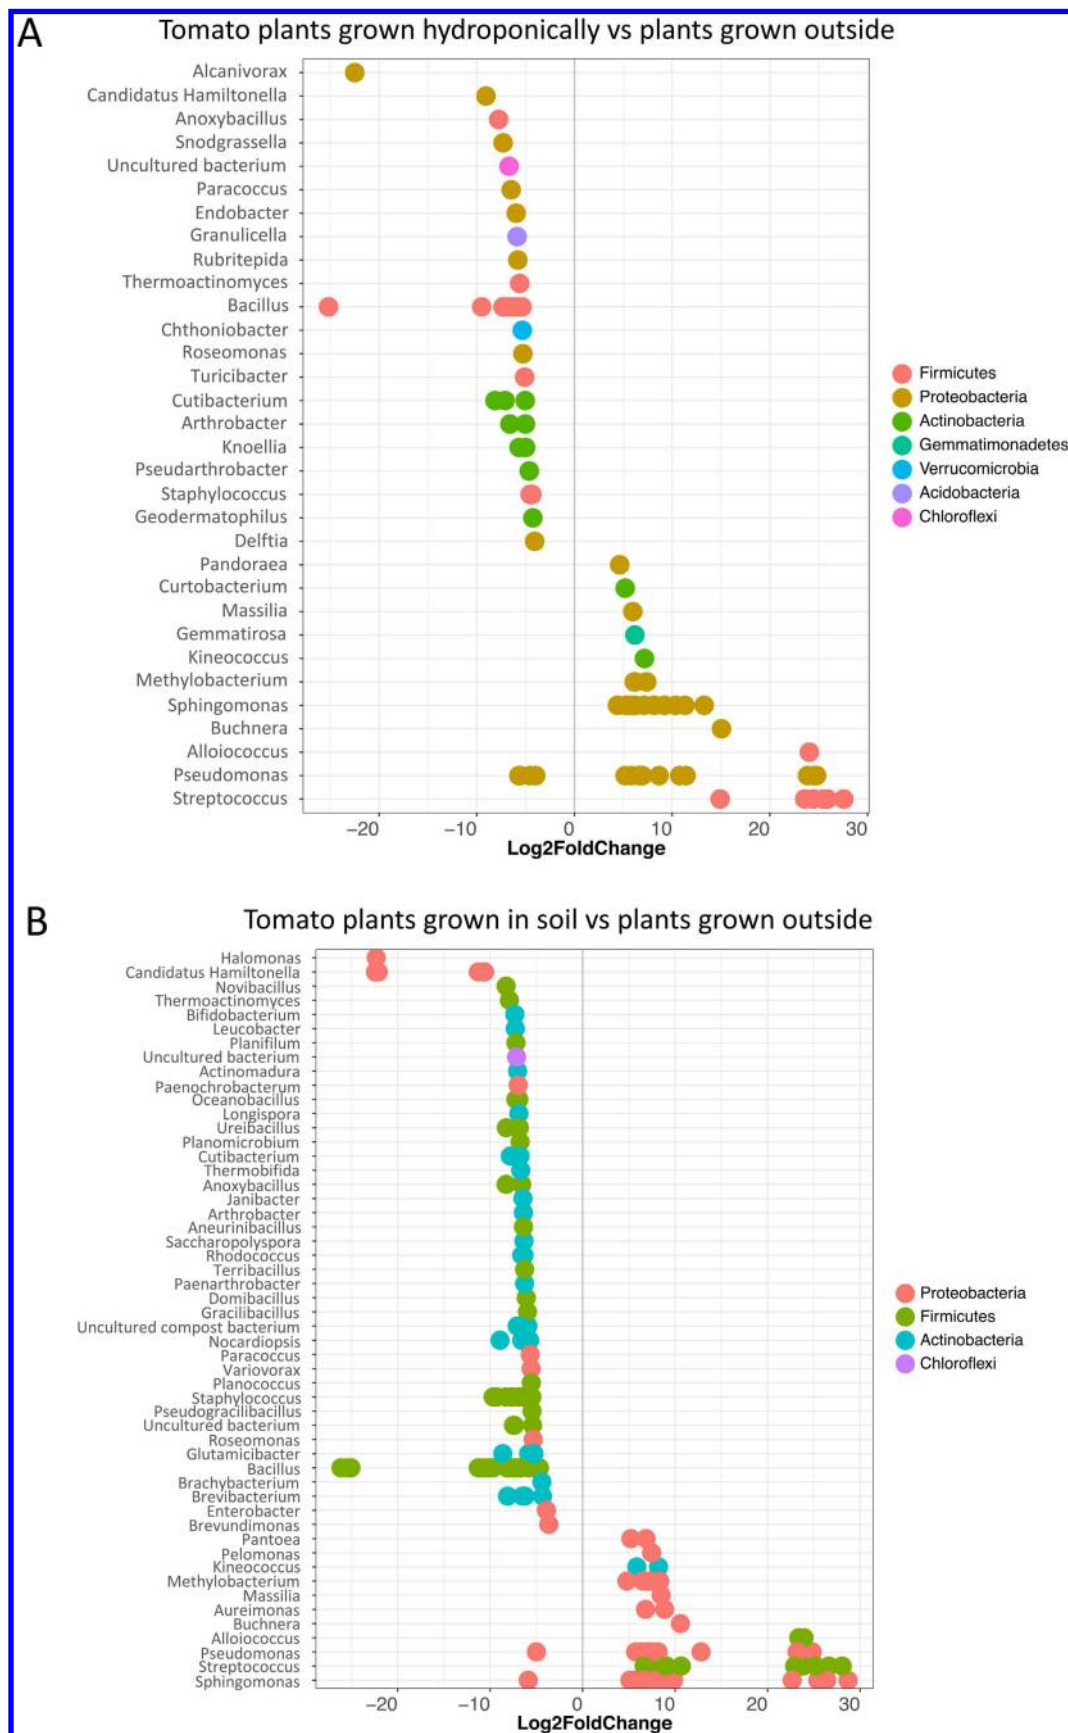 A
Tomato plants grown hydroponically vs plants grown outside
Alcanivorax
Candidatus Hamiltonella
Anoxybacillus
Snodgrassella
Uncultured bacterium
Paracoccus
Endobacter
Granulicella
Rubritepida
Thermoactinomyces
Bacillus
Chthoniobacter
Roseomonas
Turicibacter
Cutibacterium
Arthrobacter
Knoellia
Pseudarthrobacter
Staphylococcus
Geodermatophilus
Delftia
Pandoraea
Curtobacterium
Massilia
Gemmatirosa
Kineococcus
Methylobacterium
Sphingomonas
Buchnera
Alloiococcus
Pseudomonas
Streptococcus
−20 −10 0 10 20 30
Log2FoldChange
Firmicutes
Proteobacteria
Actinobacteria
Gemmatimonadetes
Verrucomicrobia
Acidobacteria
Chloroflexi
B
Tomato plants grown in soil vs plants grown outside
Halomonas
Candidatus Hamiltonella
Novibacillus
Thermoactinomyces
Bifidobacterium
Leucobacter
Planifilum
Uncultured bacterium
Actinomadura
Paenochrobacterum
Oceanobacillus
Longispora
Ureibacillus
Planomicrobium
Cutibacterium
Thermobifida
Anoxybacillus
Janibacter
Arthrobacter
Aneurinibacillus
Saccharopolyspora
Rhodococcus
Terribacillus
Paenarthrobacter
Domibacillus
Gracilibacillus
Uncultured compost bacterium
Nocardiopsis
Paracoccus
Variovorax
Planococcus
Staphylococcus
Pseudogracilibacillus
Uncultured bacterium
Roseomonas
Glutamicibacter
Bacillus
Brachybacterium
Brevibacterium
Enterobacter
Brevundimonas
Pantoea
Pelomonas
Kineococcus
Methylobacterium
Massilia
Aureimonas
Buchnera
Alloiococcus
Pseudomonas
Streptococcus
Sphingomonas
−20 −10 0 10 20 30
Log2FoldChange
Proteobacteria
Firmicutes
Actinobacteria
Chloroflexi